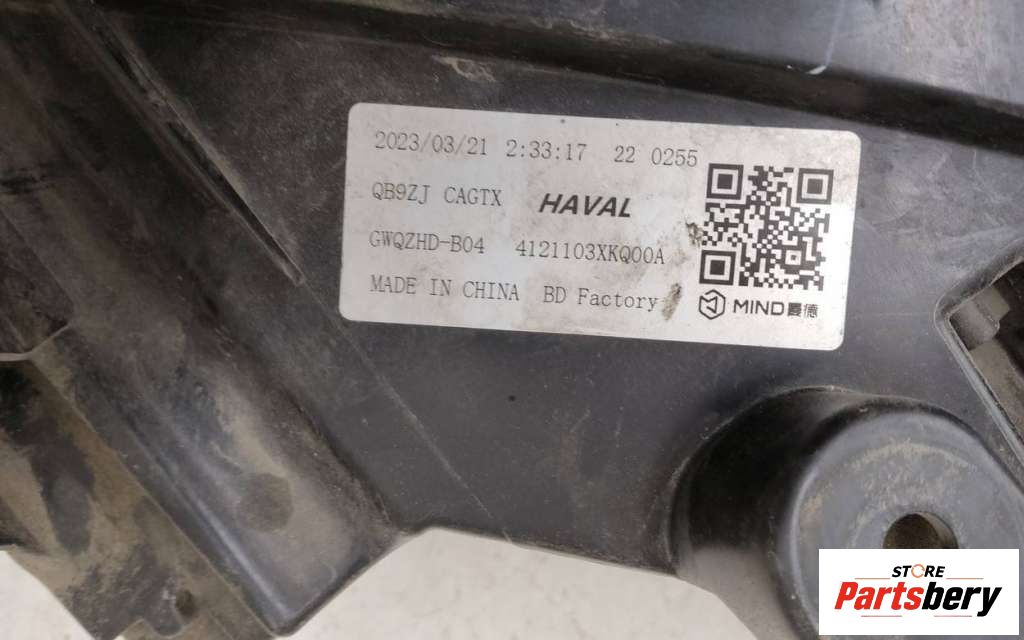 2023/03/21 2:33:17 22 0255
QB9ZJ CAGTX HAVAL
GWQZHD-B04 4121103XKQ00A
MADE IN CHINA BD Factory
MIND曼德
STORE
Partsbery